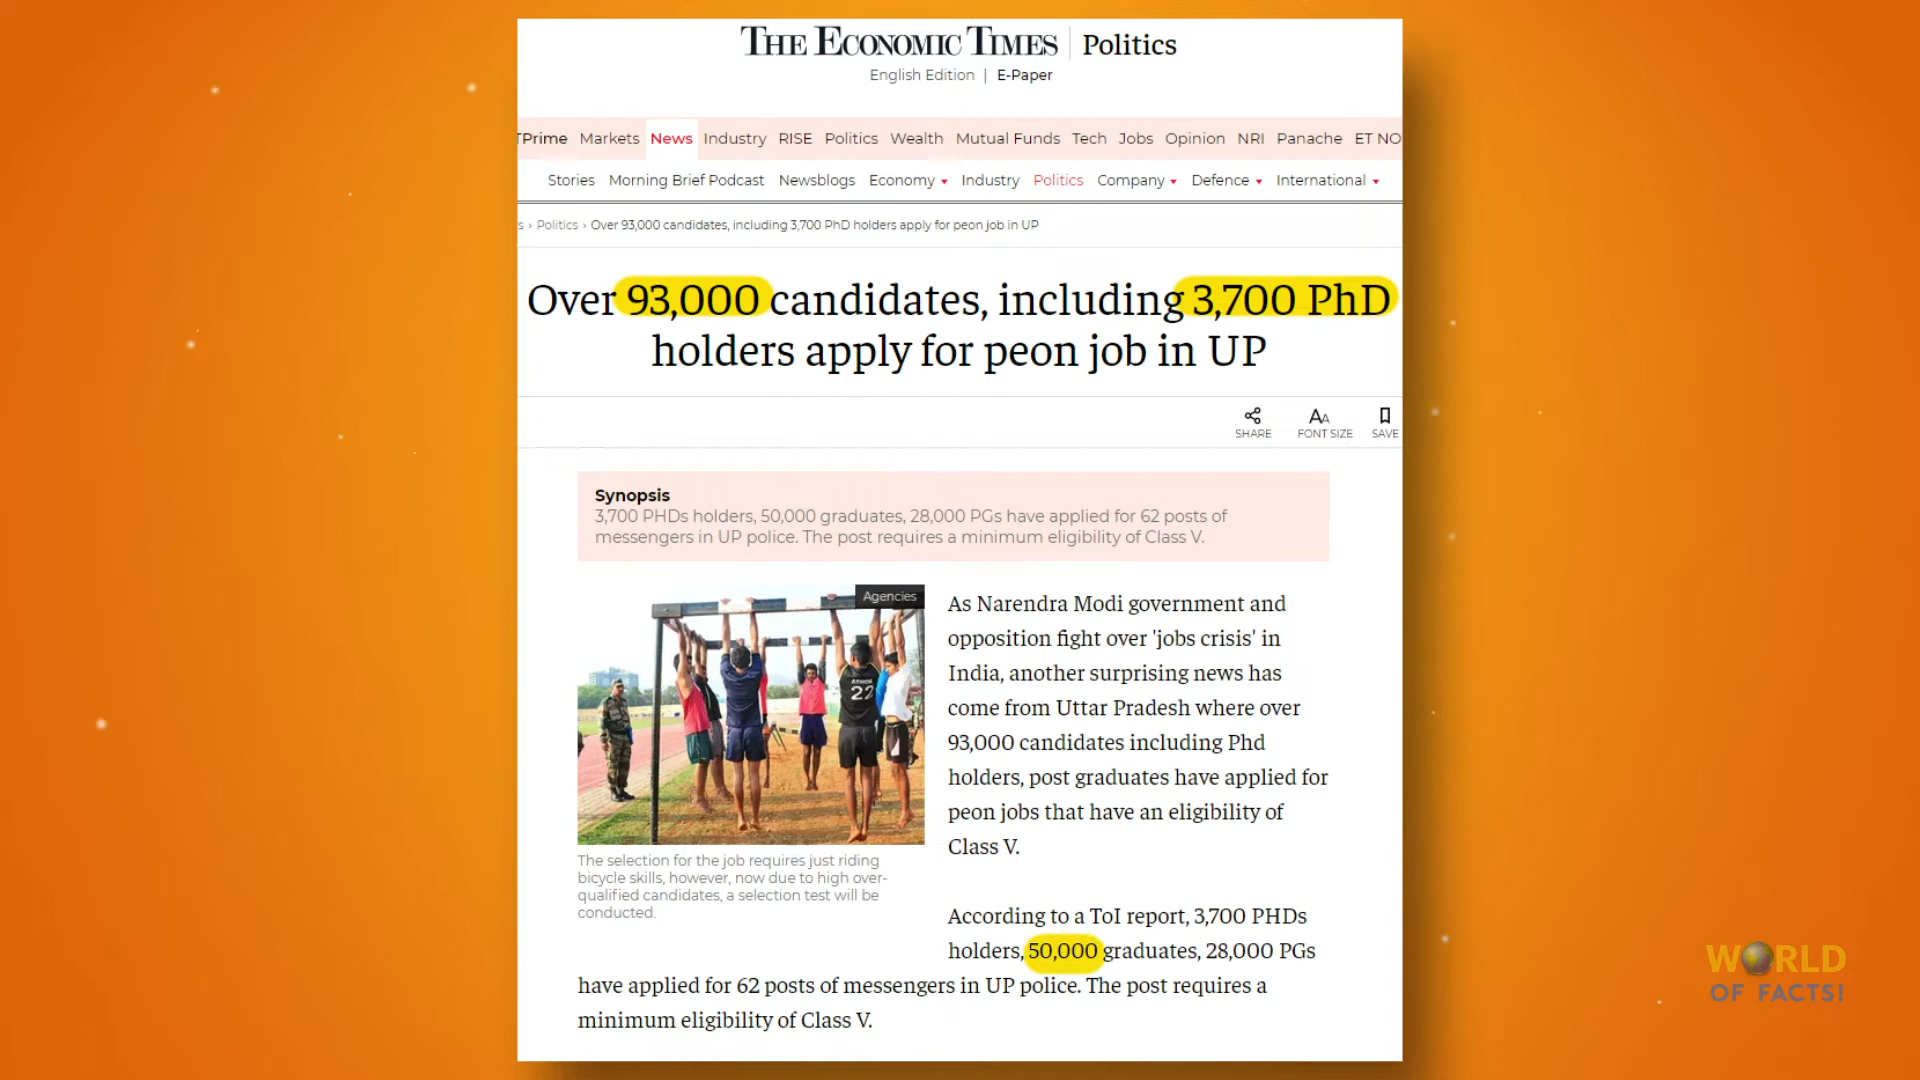 THE ECONOMIC TIMES | Politics
English Edition | E-Paper
TPrime Markets News Industry RISE Politics Wealth Mutual Funds Tech Jobs Opinion NRI Panache ET NO
Stories Morning Brief Podcast Newsblogs Economy Industry Politics Company Defence International
s › Politics › Over 93,000 candidates, including 3,700 PhD holders apply for peon job in UP
Over 93,000 candidates, including 3,700 PhD
holders apply for peon job in UP
SHARE FONT SIZE SAVE
Synopsis
3,700 PHDs holders, 50,000 graduates, 28,000 PGs have applied for 62 posts of
messengers in UP police. The post requires a minimum eligibility of Class V.
Agencies
22
The selection for the job requires just riding
bicycle skills, however, now due to high over-
qualified candidates, a selection test will be
conducted.
As Narendra Modi government and
opposition fight over 'jobs crisis' in
India, another surprising news has
come from Uttar Pradesh where over
93,000 candidates including Phd
holders, post graduates have applied for
peon jobs that have an eligibility of
Class V.
According to a ToI report, 3,700 PHDs
holders, 50,000 graduates, 28,000 PGs
have applied for 62 posts of messengers in UP police. The post requires a
minimum eligibility of Class V.
WORLD
OF FACTS!